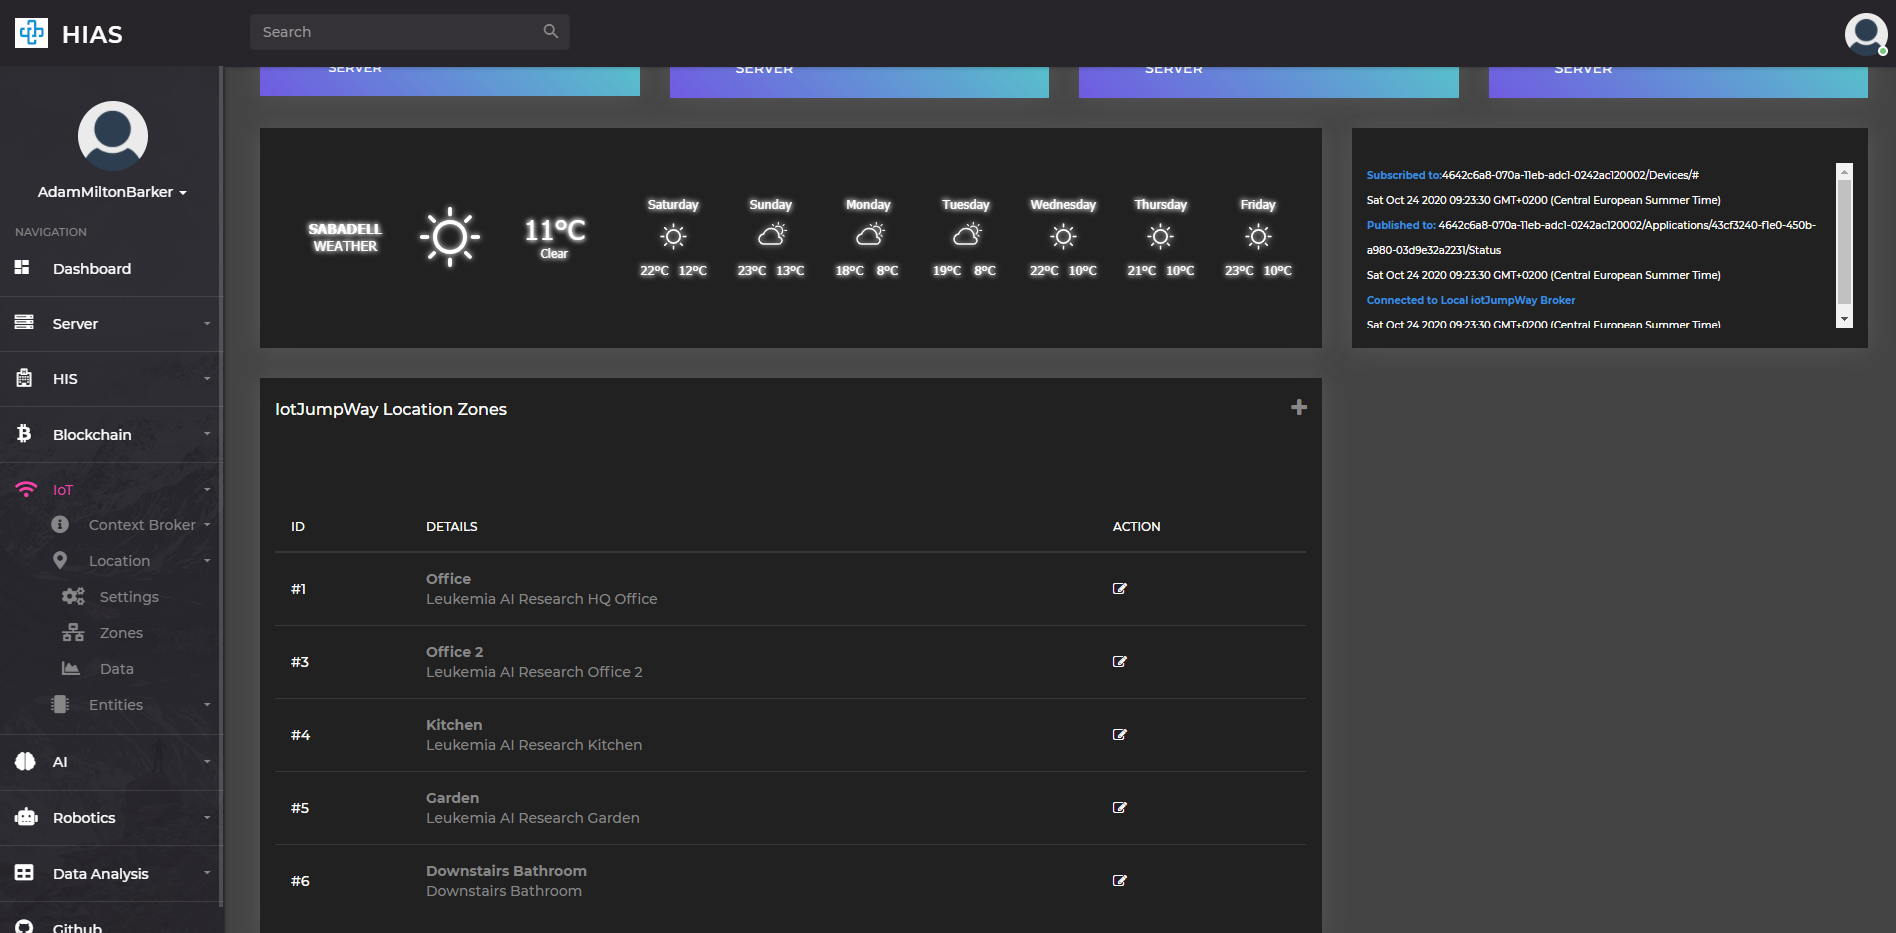 HIAS
Search
AdamMiltonBarker
NAVIGATION
Dashboard
Server
HIS
Blockchain
IoT
Context Broker
Location
Settings
Zones
Data
Entities
AI
Robotics
Data Analysis
Github
SERVER
SERVER
SERVER
SERVER
SABADELL
WEATHER
11°C
Clear
Saturday
22°C 12°C
Sunday
23°C 13°C
Monday
18°C 8°C
Tuesday
19°C 8°C
Wednesday
22°C 10°C
Thursday
21°C 10°C
Friday
23°C 10°C
Subscribed to:4642c6a8-070a-11eb-adc1-0242ac120002/Devices/#
Sat Oct 24 2020 09:23:30 GMT+0200 (Central European Summer Time)
Published to: 4642c6a8-070a-11eb-adc1-0242ac120002/Applications/43cf3240-f1e0-450b-
a980-03d9e32a2231/Status
Sat Oct 24 2020 09:23:30 GMT+0200 (Central European Summer Time)
Connected to Local iotJumpWay Broker
Sat Oct 24 2020 09:23:30 GMT+0200 (Central European Summer Time)
IotJumpWay Location Zones
ID DETAILS ACTION
#1
Office
Leukemia AI Research HQ Office
#3
Office 2
Leukemia AI Research Office 2
#4
Kitchen
Leukemia AI Research Kitchen
#5
Garden
Leukemia AI Research Garden
#6
Downstairs Bathroom
Downstairs Bathroom